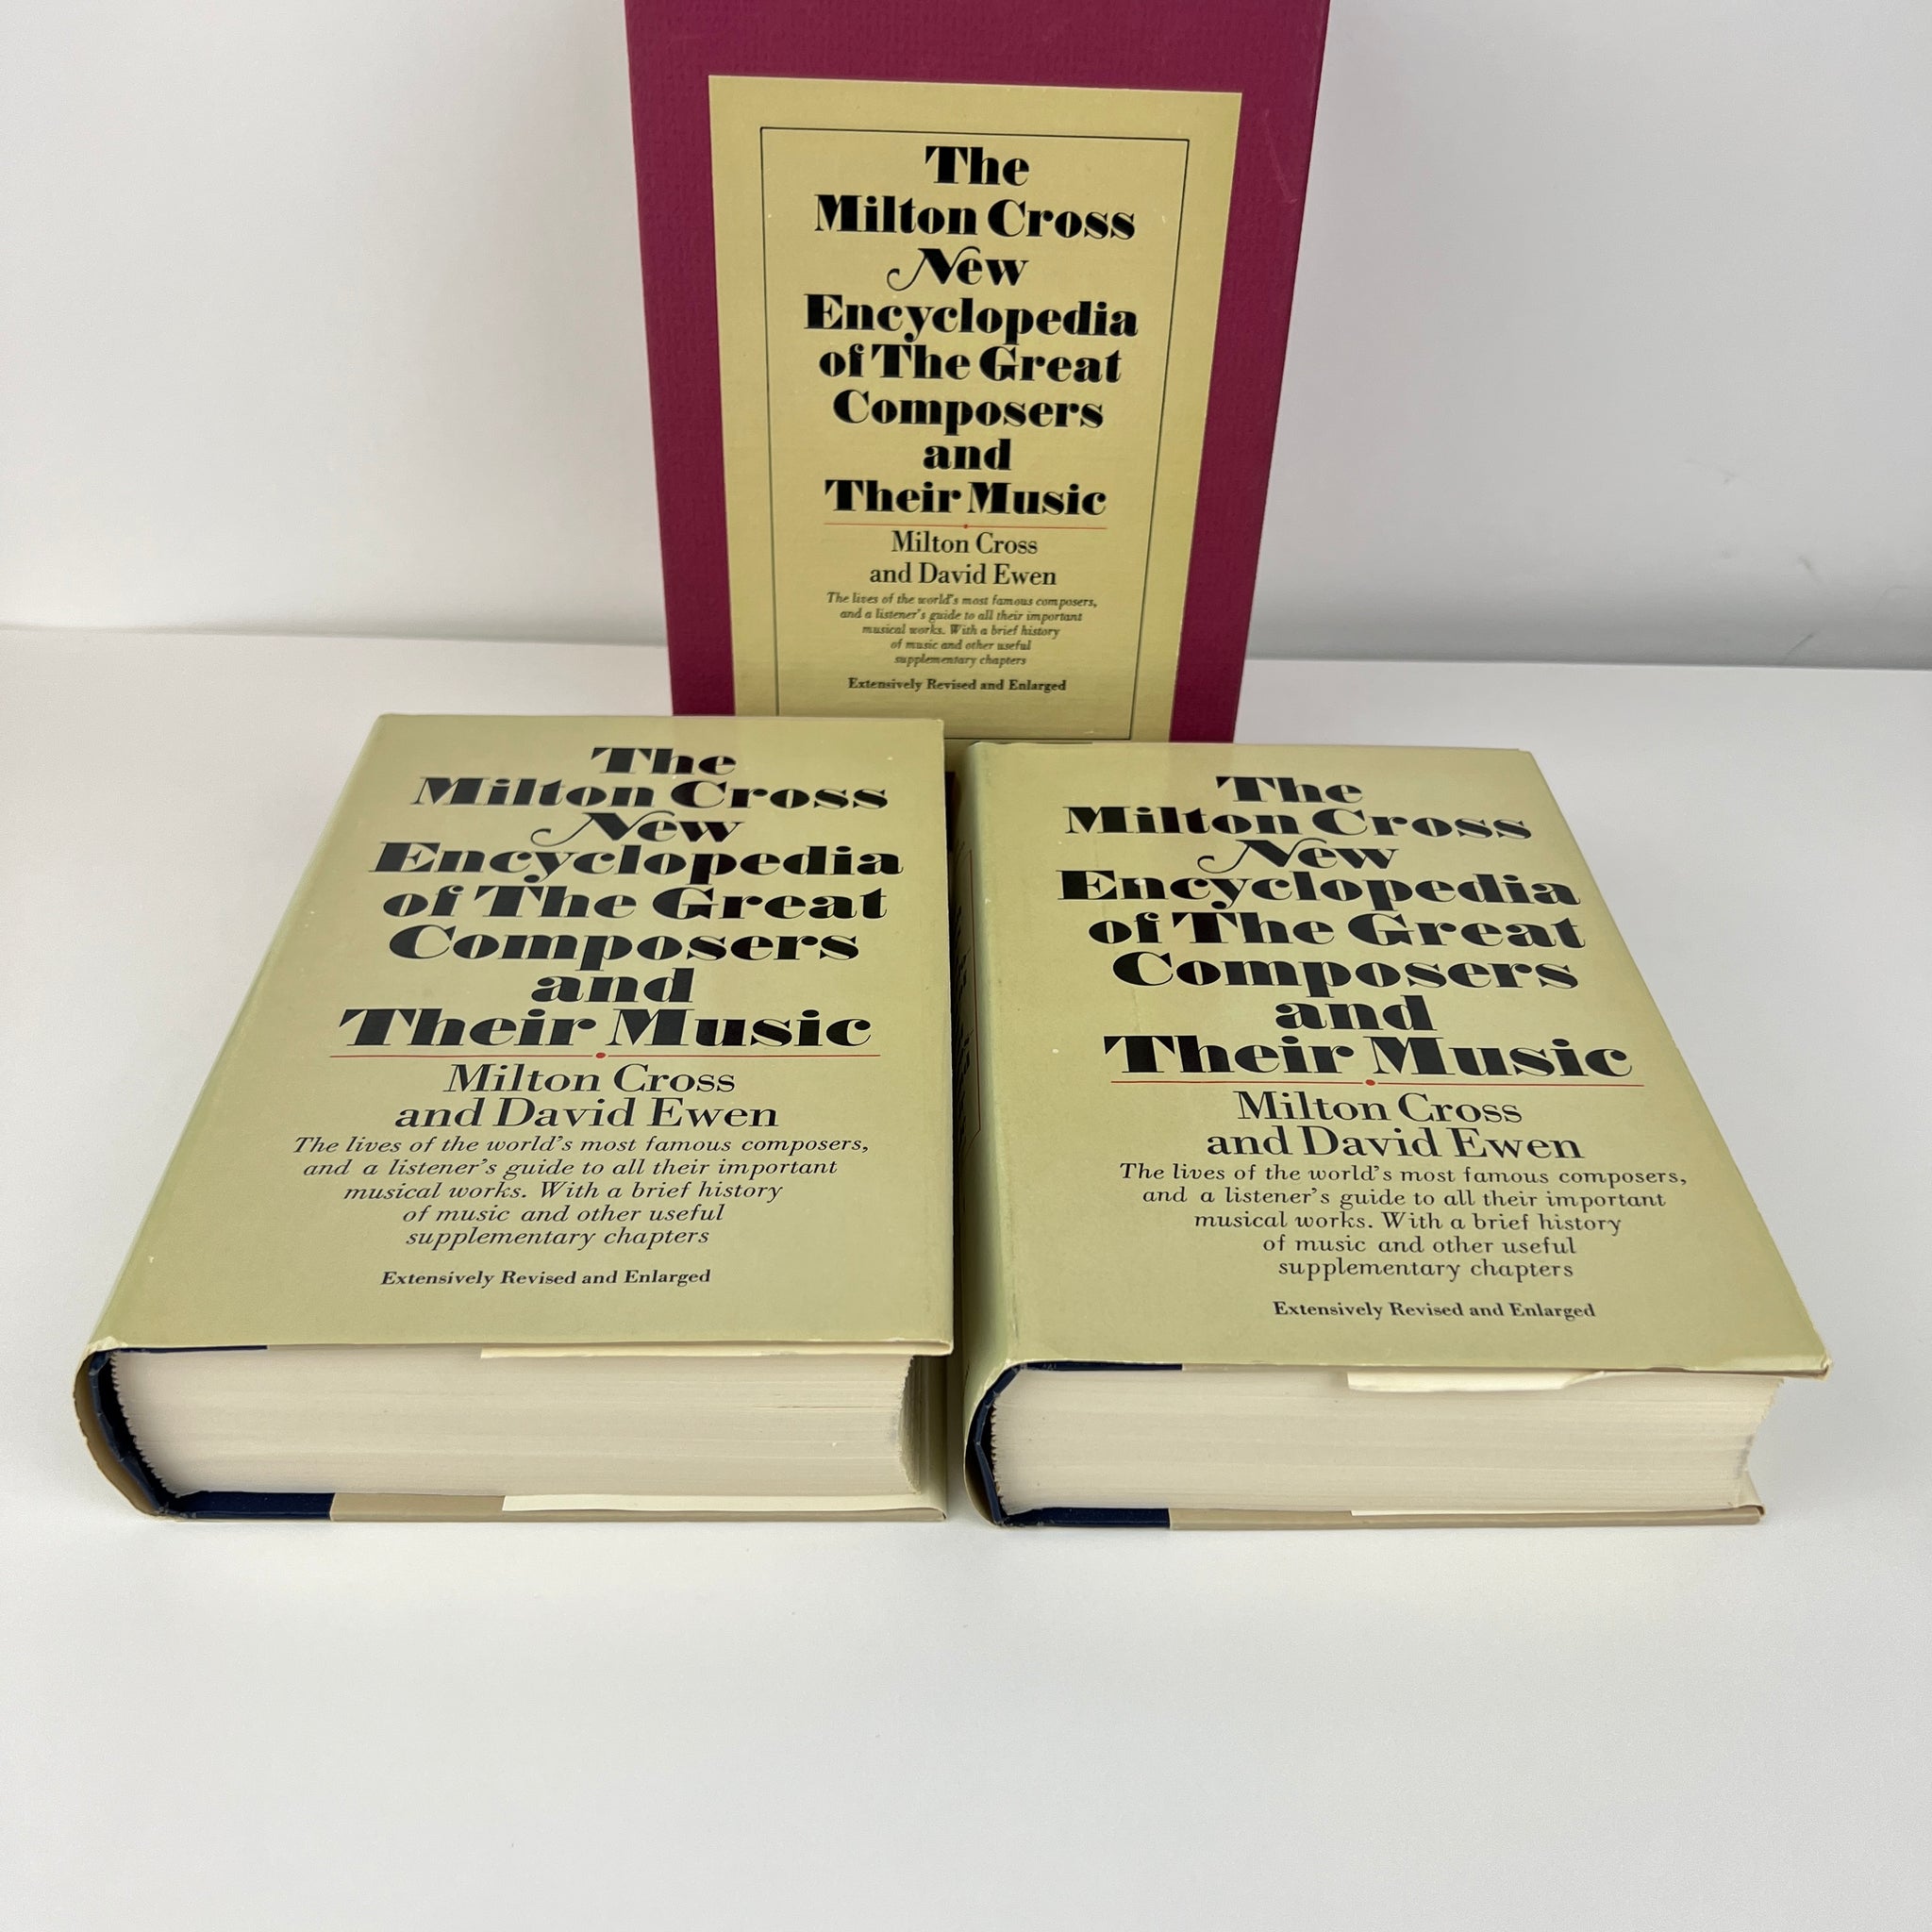 The
Milton Cross
New
Encyclopedia
of The Great
Composers
and
Their Music
Milton Cross
and David Ewen
The lives of the world's most famous composers,
and a listener's guide to all their important
musical works. With a brief history
of music and other useful
supplementary chapters
Extensively Revised and Enlarged
The
Milton Cross
New
Encyclopedia
of The Great
Composers
and
Their Music
Milton Cross
and David Ewen
The lives of the world's most famous composers,
and a listener's guide to all their important
musical works. With a brief history
of music and other useful
supplementary chapters
Extensively Revised and Enlarged
The
Milton Cross
New
Encyclopedia
of The Great
Composers
and
Their Music
Milton Cross
and David Ewen
The lives of the world's most famous composers,
and a listener's guide to all their important
musical works. With a brief history
of music and other useful
supplementary chapters
Extensively Revised and Enlarged